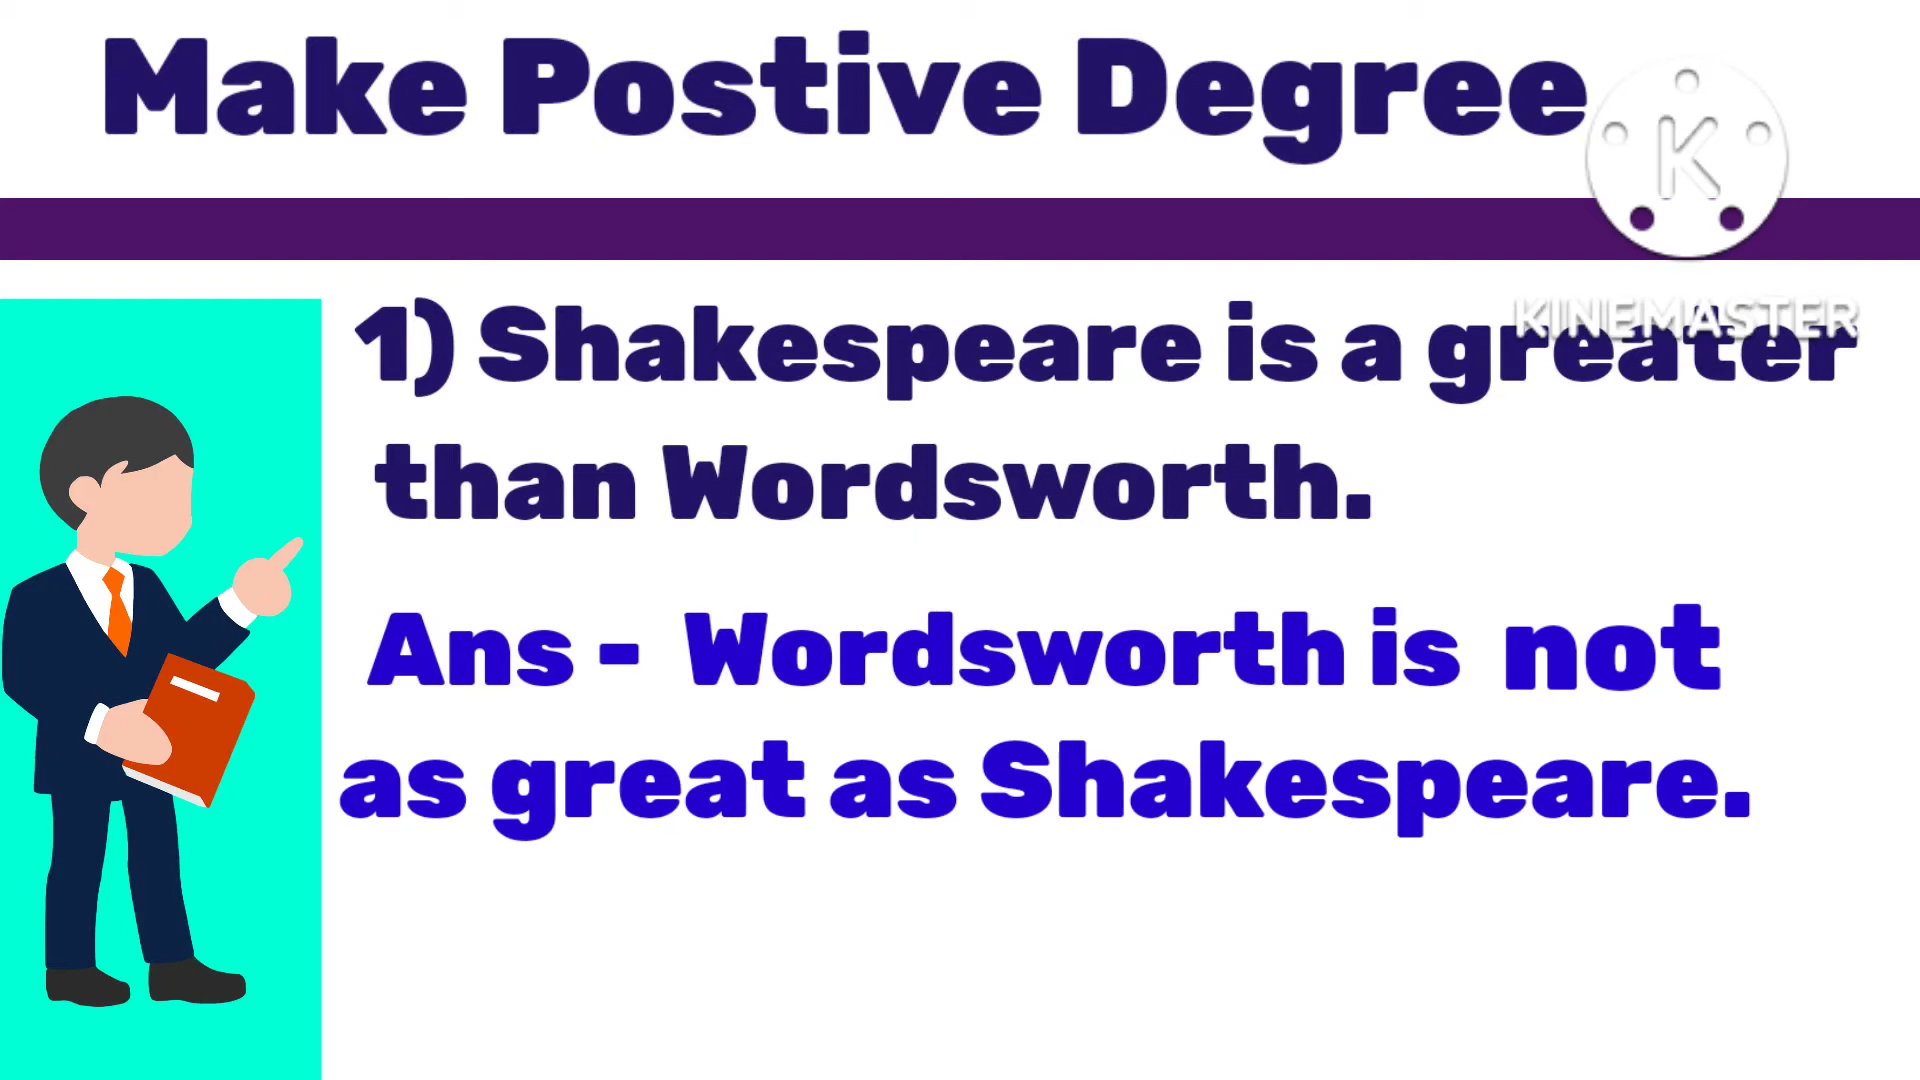 Make Postive Degree
K
KINEMASTER
1) Shakespeare is a greater
than Wordsworth.
Ans - Wordsworth is not
as great as Shakespeare.